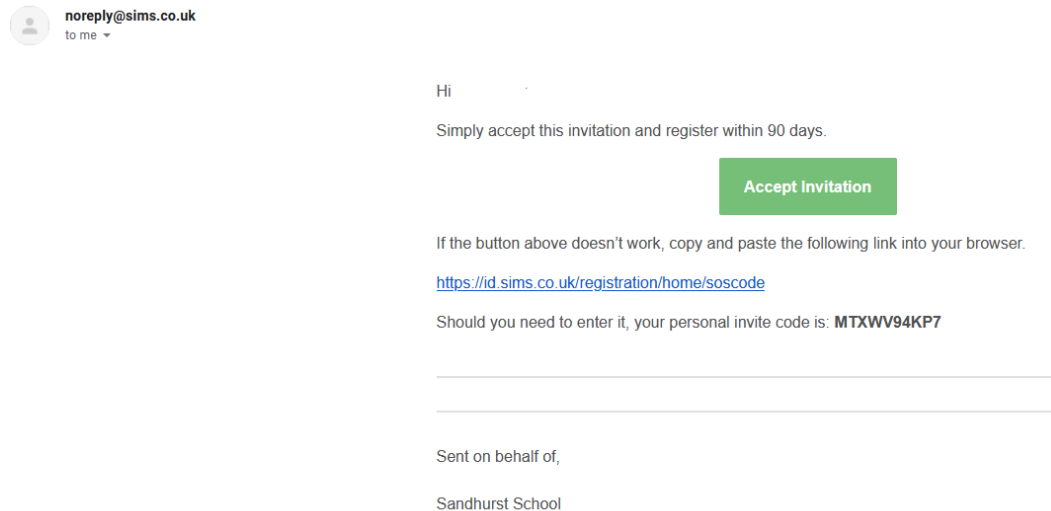 noreply@sims.co.uk
to me
Hi
Simply accept this invitation and register within 90 days.
Accept Invitation
If the button above doesn’t work, copy and paste the following link into your browser.
https://id.sims.co.uk/registration/home/soscode
Should you need to enter it, your personal invite code is: MTXWV94KP7
Sent on behalf of,
Sandhurst School